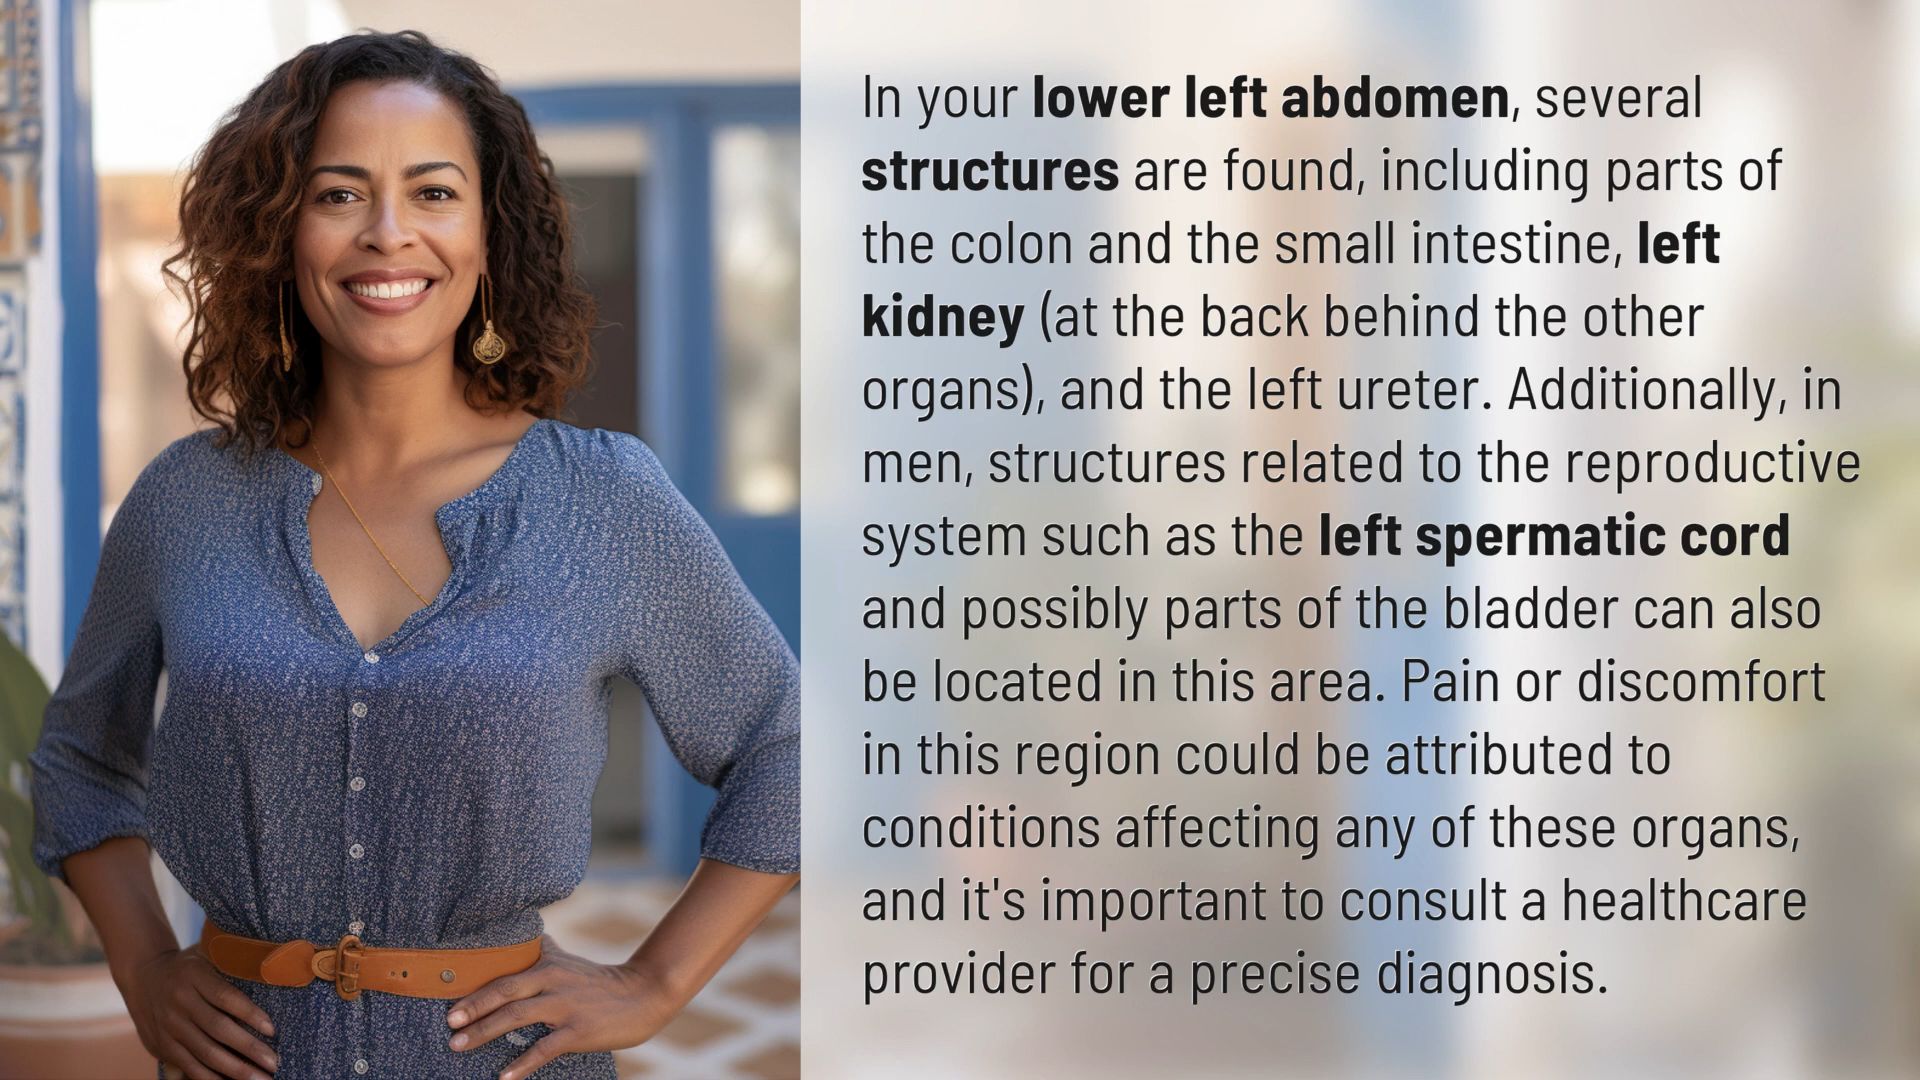 In your lower left abdomen, several
structures are found, including parts of
the colon and the small intestine, left
kidney (at the back behind the other
organs), and the left ureter. Additionally, in
men, structures related to the reproductive
system such as the left spermatic cord
and possibly parts of the bladder can also
be located in this area. Pain or discomfort
in this region could be attributed to
conditions affecting any of these organs,
and it's important to consult a healthcare
provider for a precise diagnosis.